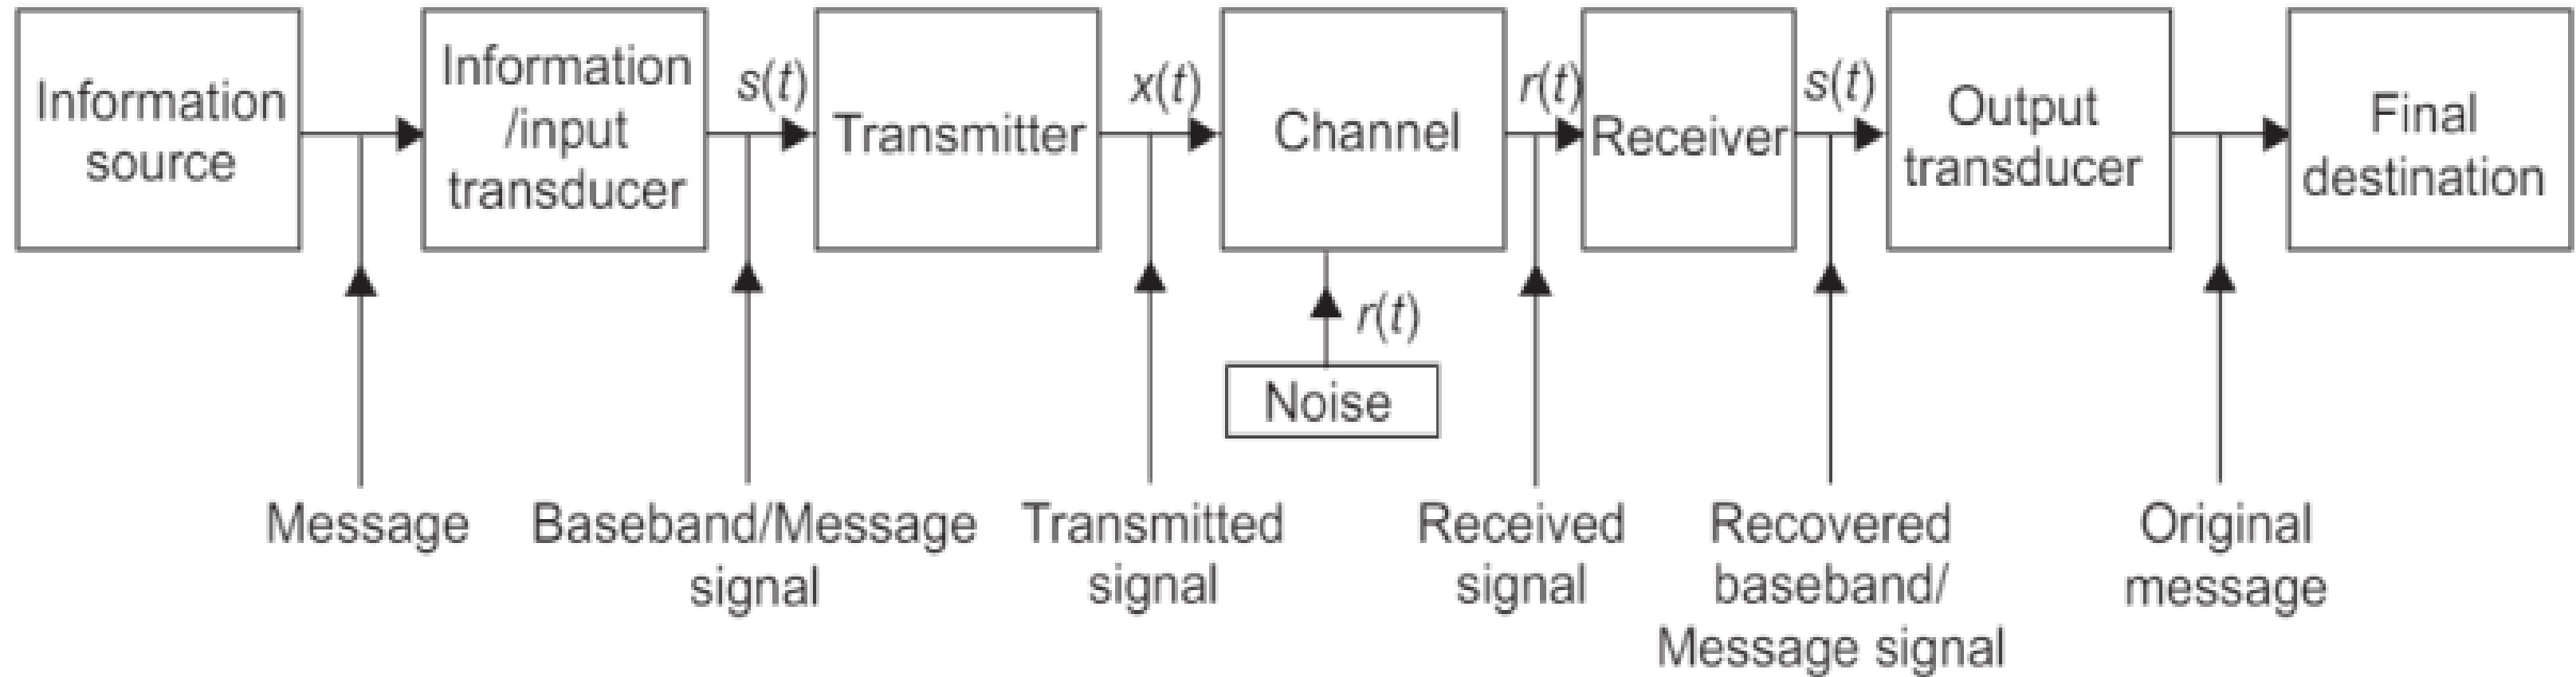 Information
source
Information
/input
transducer
s(t)
Transmitter
x(t)
Channel
r(t)
Receiver
s(t)
Output
transducer
Final
destination
r(t)
Noise
Message
Baseband/Message
signal
Transmitted
signal
Received
signal
Recovered
baseband/
Message signal
Original
message